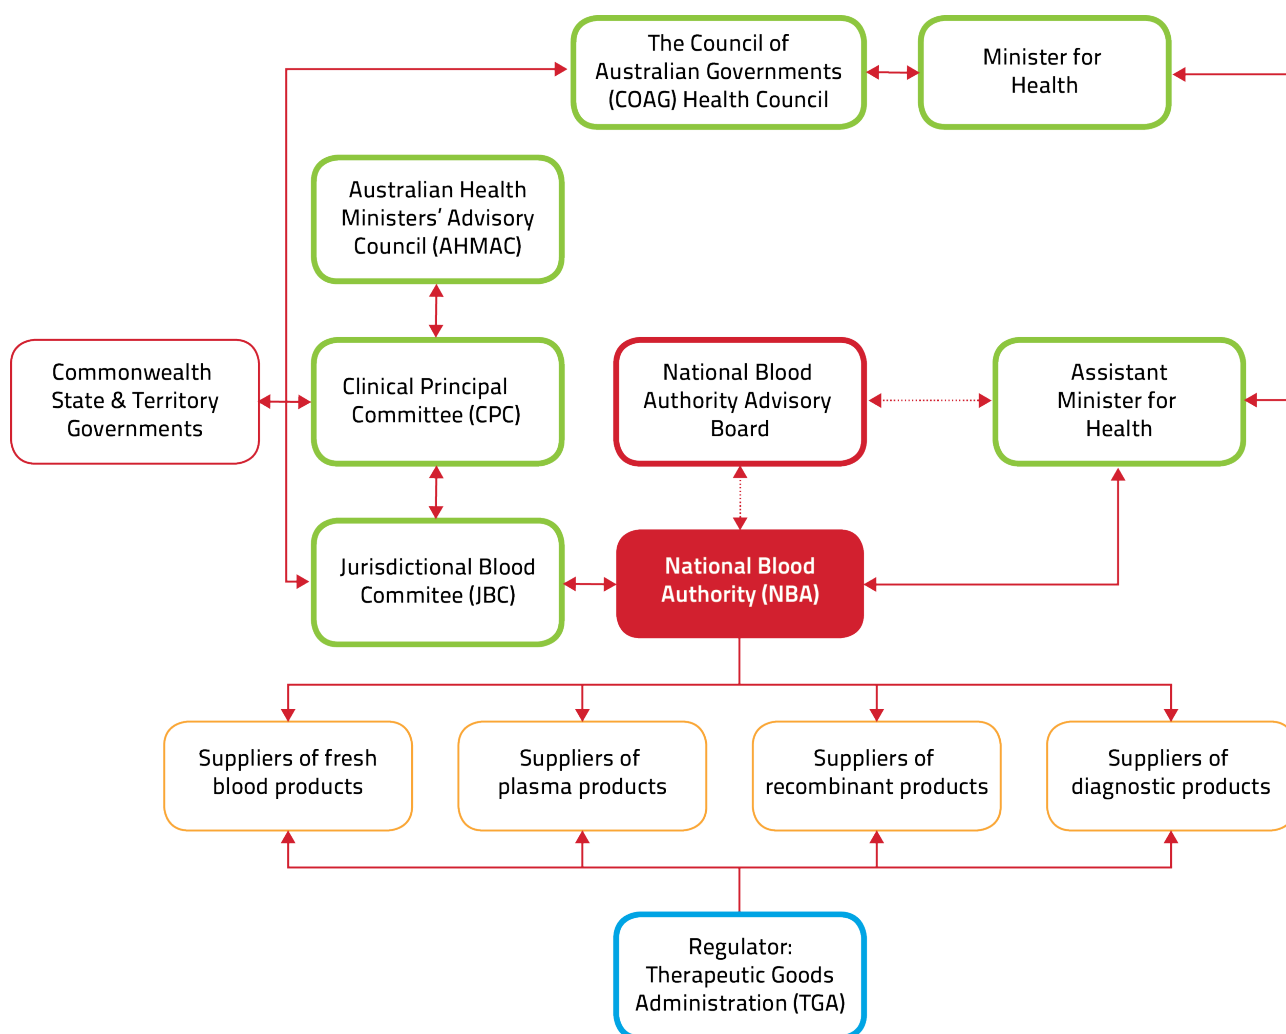 The Council of
Australian Governments
(COAG) Health Council
Minister for
Health
Australian Health
Ministers’ Advisory
Council (AHMAC)
Commonwealth
State & Territory
Governments
Clinical Principal
Committee (CPC)
National Blood
Authority Advisory
Board
Assistant
Minister for
Health
Jurisdictional Blood
Commitee (JBC)
National Blood
Authority (NBA)
Suppliers of fresh
blood products
Suppliers of
plasma products
Suppliers of
recombinant products
Suppliers of
diagnostic products
Regulator:
Therapeutic Goods
Administration (TGA)